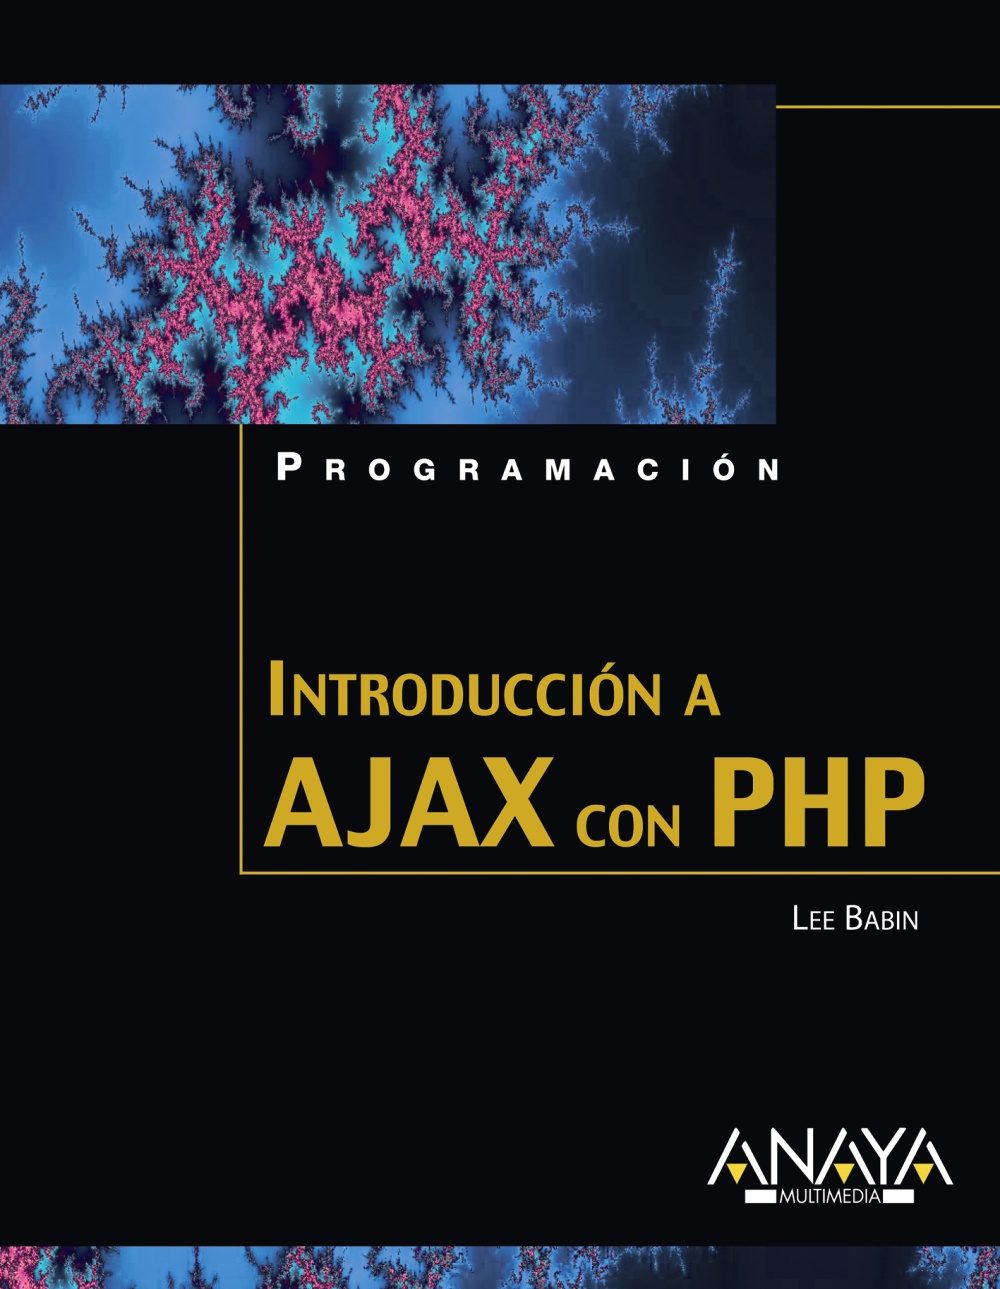 PROGRAMACIÓN
INTRODUCCIÓN A
AJAX CON PHP
LEE BABIN
ANAYA
MULTIMEDIA